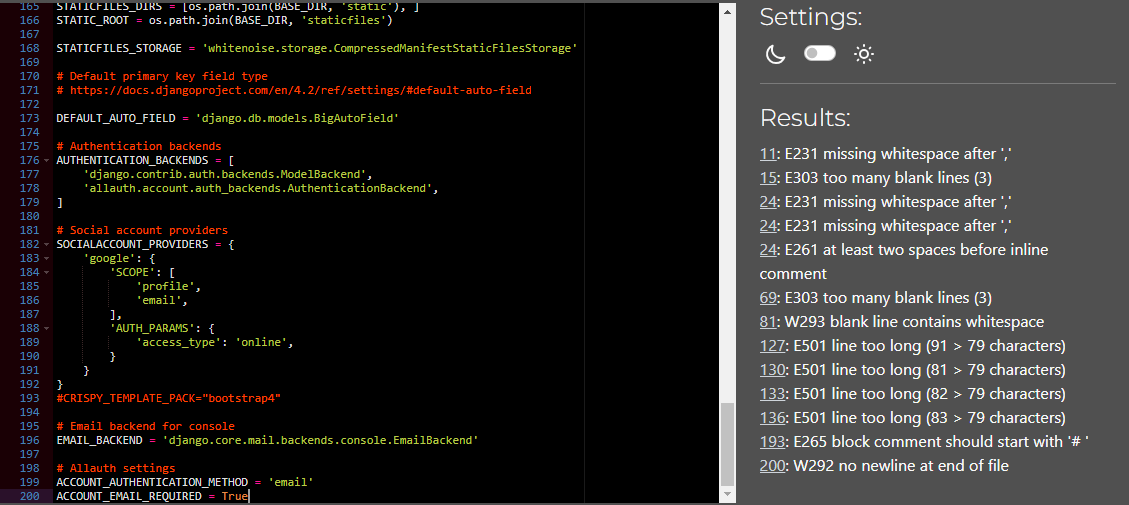 165 STATICFILES_DIRS = [os.path.join(BASE_DIR, 'static'), ]
166 STATIC_ROOT = os.path.join(BASE_DIR, 'staticfiles')
167
168 STATICFILES_STORAGE = 'whitenoise.storage.CompressedManifestStaticFilesStorage'
169
170 # Default primary key field type
171 # https://docs.djangoproject.com/en/4.2/ref/settings/#default-auto-field
172
173 DEFAULT_AUTO_FIELD = 'django.db.models.BigAutoField'
174
175 # Authentication backends
176 AUTHENTICATION_BACKENDS = [
177     'django.contrib.auth.backends.ModelBackend',
178     'allauth.account.auth_backends.AuthenticationBackend',
179 ]
180
181 # Social account providers
182 SOCIALACCOUNT_PROVIDERS = {
183     'google': {
184         'SCOPE': [
185             'profile',
186             'email',
187         ],
188         'AUTH_PARAMS': {
189             'access_type': 'online',
190         }
191     }
192 }
193 #CRISPY_TEMPLATE_PACK="bootstrap4"
194
195 # Email backend for console
196 EMAIL_BACKEND = 'django.core.mail.backends.console.EmailBackend'
197
198 # Allauth settings
199 ACCOUNT_AUTHENTICATION_METHOD = 'email'
200 ACCOUNT_EMAIL_REQUIRED = True
Settings:
Results:
11: E231 missing whitespace after ','
15: E303 too many blank lines (3)
24: E231 missing whitespace after ','
24: E231 missing whitespace after ','
24: E261 at least two spaces before inline
comment
69: E303 too many blank lines (3)
81: W293 blank line contains whitespace
127: E501 line too long (91 > 79 characters)
130: E501 line too long (81 > 79 characters)
133: E501 line too long (82 > 79 characters)
136: E501 line too long (83 > 79 characters)
193: E265 block comment should start with '# '
200: W292 no newline at end of file